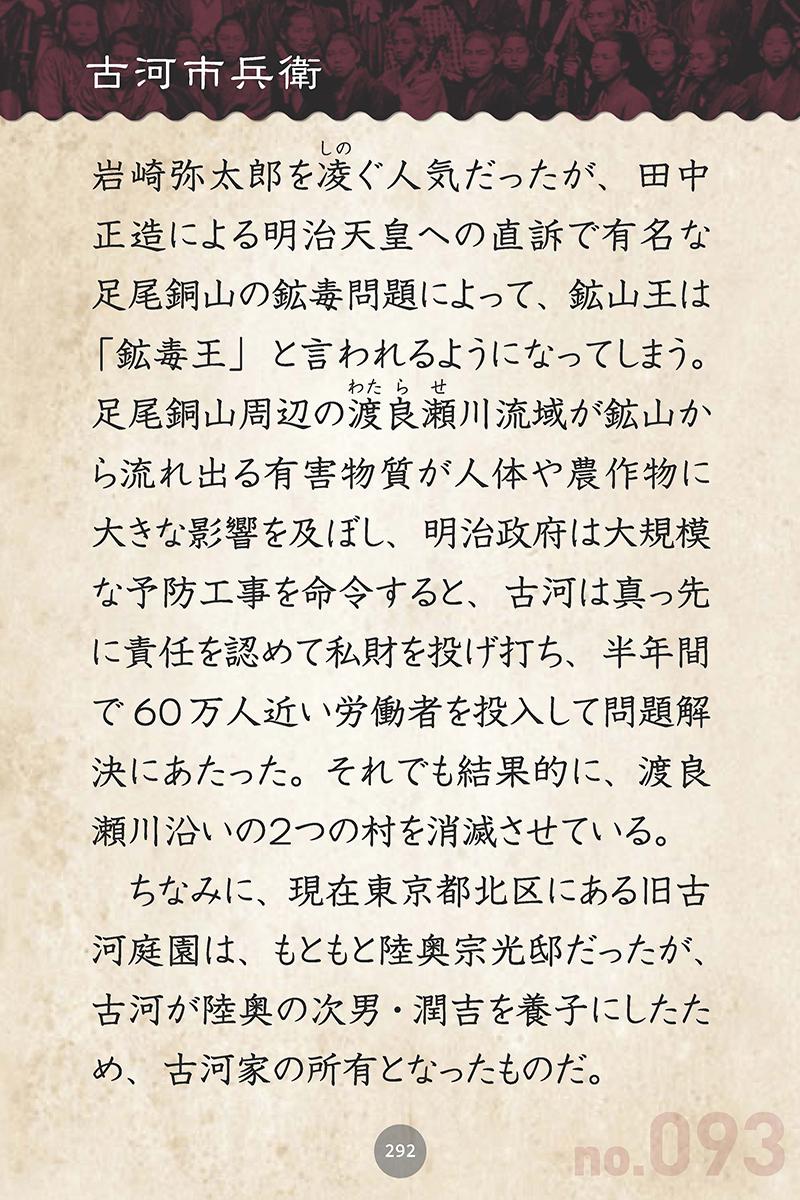 古河市兵衛
しの
岩崎弥太郎を凌ぐ人気だったが、田中
正造による明治天皇への直訴で有名な
足尾銅山の鉱毒問題によって、鉱山王は
「鉱毒王」と言われるようになってしまう。
わたらせ
足尾銅山周辺の渡良瀬川流域が鉱山か
ら流れ出る有害物質が人体や農作物に
大きな影響を及ぼし、明治政府は大規模
な予防工事を命令すると、古河は真っ先
に責任を認めて私財を投げ打ち、半年間
で60万人近い労働者を投入して問題解
決にあたった。それでも結果的に、渡良
瀬川沿いの2つの村を消滅させている。
ちなみに、現在東京都北区にある旧古
河庭園は、もともと陸奥宗光邸だったが、
古河が陸奥の次男・潤吉を養子にしたた
め、古河家の所有となったものだ。
292
no.093